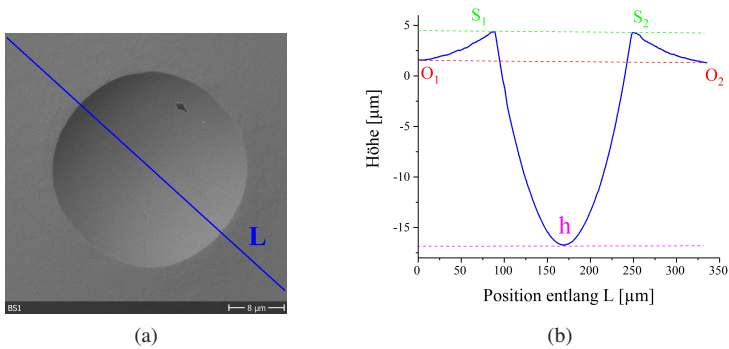 L
BS1
8 µm
(a)
S1
S2
5
0
-5
-10
-15
O1
O2
h
Höhe [µm]
0
50
100
150
200
250
300
350
Position entlang L [µm]
(b)